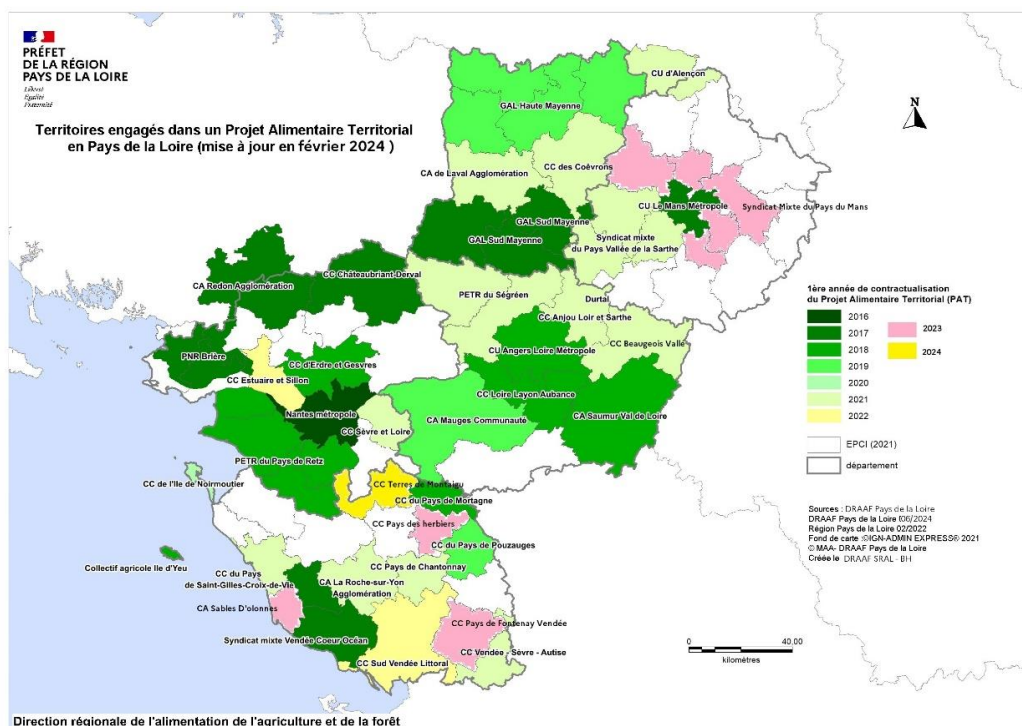 PRÉFET
DE LA RÉGION
PAYS DE LA LOIRE
Liberté
Égalité
Fraternité
Territoires engagés dans un Projet Alimentaire Territorial
en Pays de la Loire (mise à jour en février 2024 )
N
CU d'Alençon
GAL Haute Mayenne
CC des Coëvrons
CA de Laval Agglomération
CU Le Mans Métropole
Syndicat Mixte du Pays du Mans
GAL Sud Mayenne
GAL Sud Mayenne
Syndicat mixte
du Pays Vallée de la Sarthe
CC Châteaubriant-Derval
CA Redon Agglomération
PETR du Ségréen
Durtal
CC Anjou Loir et Sarthe
CC Beaugeois Vallé
PNR Brière
CC d'Erdre et Gesvres
CU Angers Loire Métropole
CC Estuaire et Sillon
CC Loire Layon Aubance
Nantes métropole
CA Mauges Communauté
CA Saumur Val de Loire
CC Sèvre et Loire
PETR du Pays de Retz
CC de l'Ile de Noirmoutier
CC Terres de Montaigu
CC du Pays de Mortagne
CC Pays des herbiers
CC du Pays de Pouzauges
Collectif agricole Ile d'Yeu
CC du Pays
de Saint-Gilles-Croix-de-Vie
CC Pays de Chantonnay
CA La Roche-sur-Yon
Agglomération
CA Sables D'olonnes
CC Pays de Fontenay Vendée
Syndicat mixte Vendée Coeur Océan
CC Vendée - Sèvre - Autise
CC Sud Vendée Littoral
1ère année de contractualisation
du Projet Alimentaire Territorial (PAT)
2016
2017
2018
2019
2020
2021
2022
2023
2024
EPCI (2021)
département
Sources : DRAAF Pays de la Loire
DRAAF Pays de la Loire f06/2024
Région Pays de la Loire 02/2022
Fond de carte :©IGN-ADMIN EXPRESS® 2021
© MAA- DRAAF Pays de la Loire
Créée le DRAAF SRAL - BH
0 40.00
kilomètres
Direction régionale de l'alimentation de l'agriculture et de la forêt